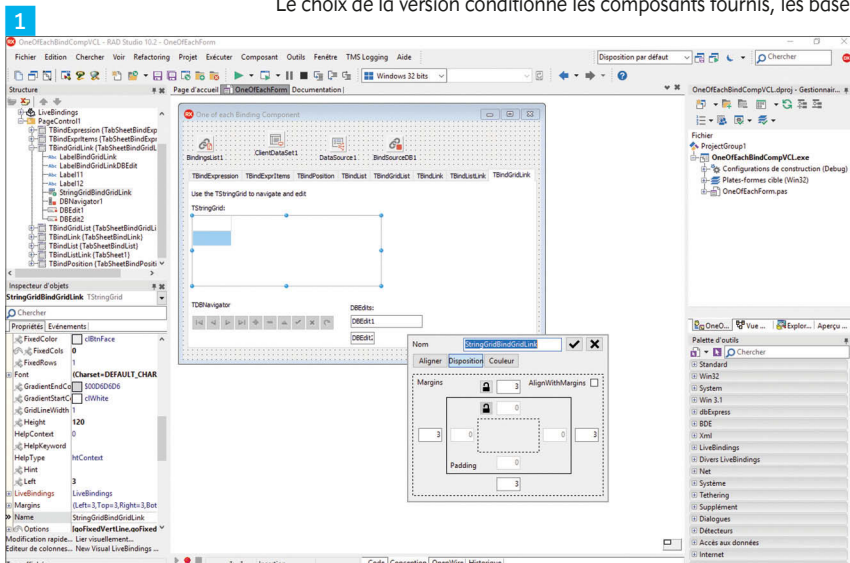 Le choix de la version conditionne les composants fournis, les base
1
OneOfEachBindCompVCL - RAD Studio 10.2 - OneOfEachForm
Fichier Edition Chercher Voir Refactoring Projet Exécuter Composant Outils Fenêtre TMS Logging Aide
Disposition par défaut
Chercher
Windows 32 bits
Structure
LiveBindings
PageControl1
TBindExpression (TabSheetBindExp
TBindExprItems (TabSheetBindExpr
TBindGridLink (TabSheetBindGridL
LabelBindGridLink
LabelBindGridLinkDBEdit
Label11
Label12
StringGridBindGridLink
DBNavigator1
DBEdit1
DBEdit2
TBindGridList (TabSheetBindGridLi
TBindLink (TabSheetBindLink)
TBindList (TabSheetBindList)
TBindListLink (TabSheet1)
TBindPosition (TabSheetBindPositi
Inspecteur d'objets
StringGridBindGridLink TStringGrid
Chercher
Propriétés Evénements
FixedColor clBtnFace
FixedCols 0
FixedRows 1
Font (Charset=DEFAULT_CHAR
GradientEndCo $00D6D6D6
GradientStartC clWhite
GridLineWidth 1
Height 120
HelpContext 0
HelpKeyword
HelpType htContext
Hint
Left 3
LiveBindings LiveBindings
Margins (Left=3,Top=3,Right=3,Bot
Name StringGridBindGridLink
Options [goFixedVertLine,goFixed
Modification rapide... Lier visuellement...
Editeur de colonnes... New Visual LiveBindings ...
Page d'accueil OneOfEachForm Documentation
One of each Binding Component
BindingsList1 ClientDataSet1 DataSource1 BindSourceDB1
TBindExpression TBindExprItems TBindPosition TBindList TBindGridList TBindLink TBindListLink TBindGridLink
Use the TStringGrid to navigate and edit
TStringGrid:
TDBNavigator
DBEdits:
DBEdit1
DBEdit2
Nom StringGridBindGridLink
Aligner Disposition Couleur
Margins
3
AlignWithMargins
0
3 0 0 3
Padding 0
3
Code Conception OpenWire Historique
OneOfEachBindCompVCL.dproj - Gestionnair...
Fichier
ProjectGroup1
OneOfEachBindCompVCL.exe
Configurations de construction (Debug)
Plates-formes cible (Win32)
OneOfEachForm.pas
OneO... Vue ... Explor... Aperçu ...
Palette d'outils
Chercher
Standard
Win32
System
Win 3.1
dbExpress
BDE
Xml
LiveBindings
Divers LiveBindings
Net
Système
Tethering
Supplément
Dialogues
Détecteurs
Accès aux données
Internet